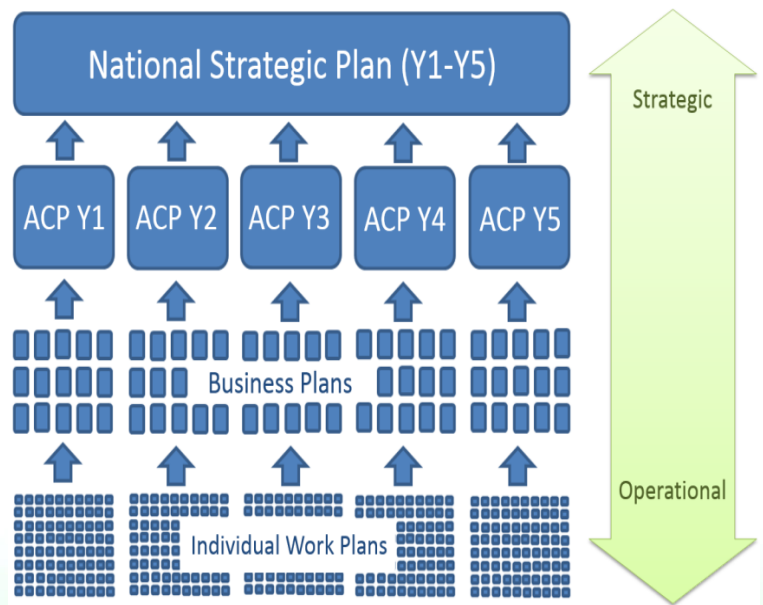 National Strategic Plan (Y1-Y5)
Strategic
ACP Y1
ACP Y2
ACP Y3
ACP Y4
ACP Y5
Business Plans
Operational
Individual Work Plans